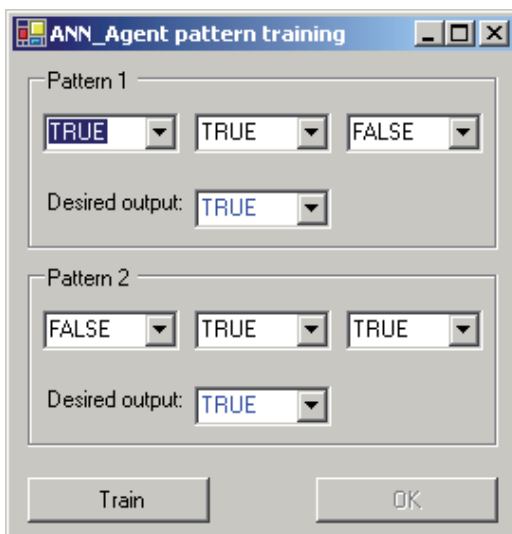 ANN_Agent pattern training
Pattern 1
TRUE TRUE FALSE
Desired output: TRUE
Pattern 2
FALSE TRUE TRUE
Desired output: TRUE
Train OK